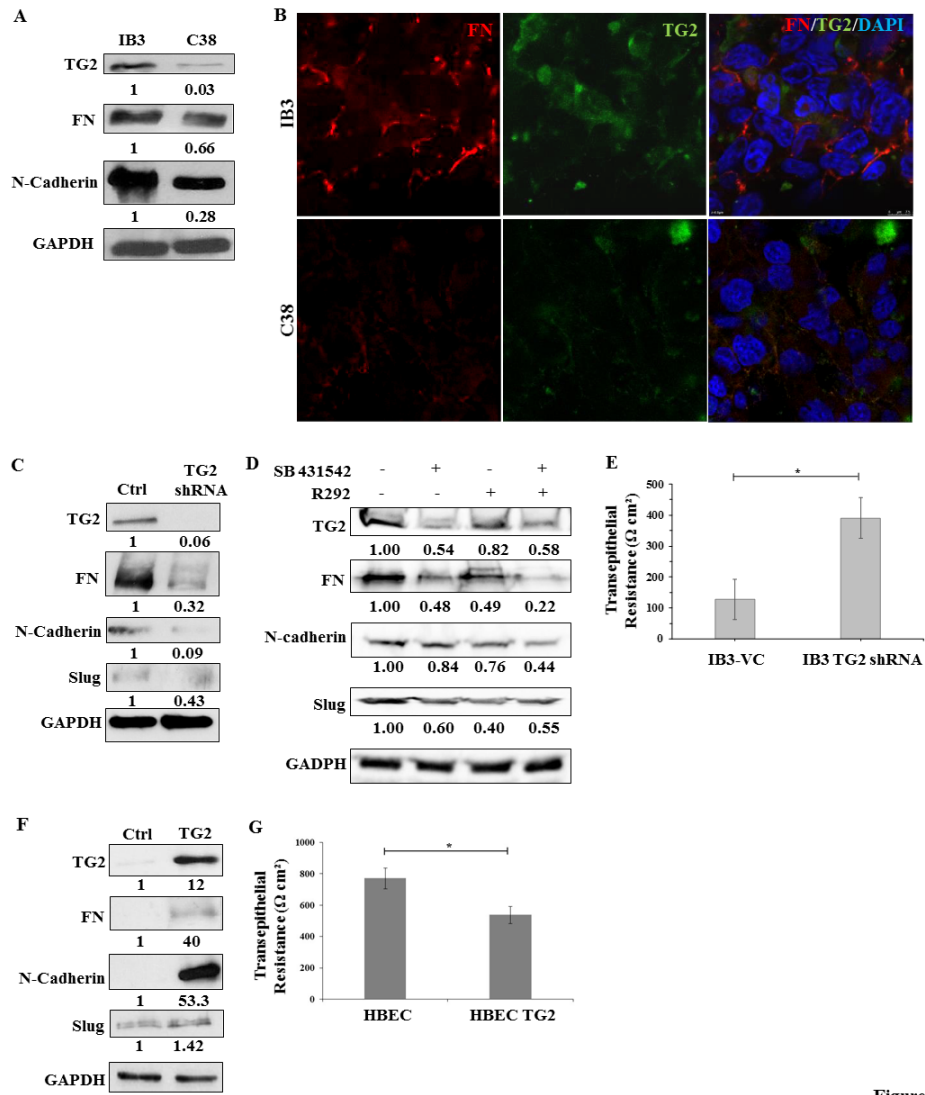 A
IB3 C38
TG2
1 0.03
FN
1 0.66
N-Cadherin
1 0.28
GAPDH
B
FN
TG2
FN/TG2/DAPI
IB3
C38
C
Ctrl TG2 shRNA
TG2
1 0.06
FN
1 0.32
N-Cadherin
1 0.09
Slug
1 0.43
GAPDH
D
SB 431542 - + - +
R292 - - + +
TG2
1.00 0.54 0.82 0.58
FN
1.00 0.48 0.49 0.22
N-cadherin
1.00 0.84 0.76 0.44
Slug
1.00 0.60 0.40 0.55
GADPH
E
Transepithelial
Resistance (Ω cm²)
500
450
400
350
300
250
200
150
100
50
0
*
IB3-VC IB3 TG2 shRNA
F
Ctrl TG2
TG2
1 12
FN
1 40
N-Cadherin
1 53.3
Slug
1 1.42
GAPDH
G
Transepithelial
Resistance (Ω cm²)
1000
800
600
400
200
0
*
HBEC HBEC TG2
Figure